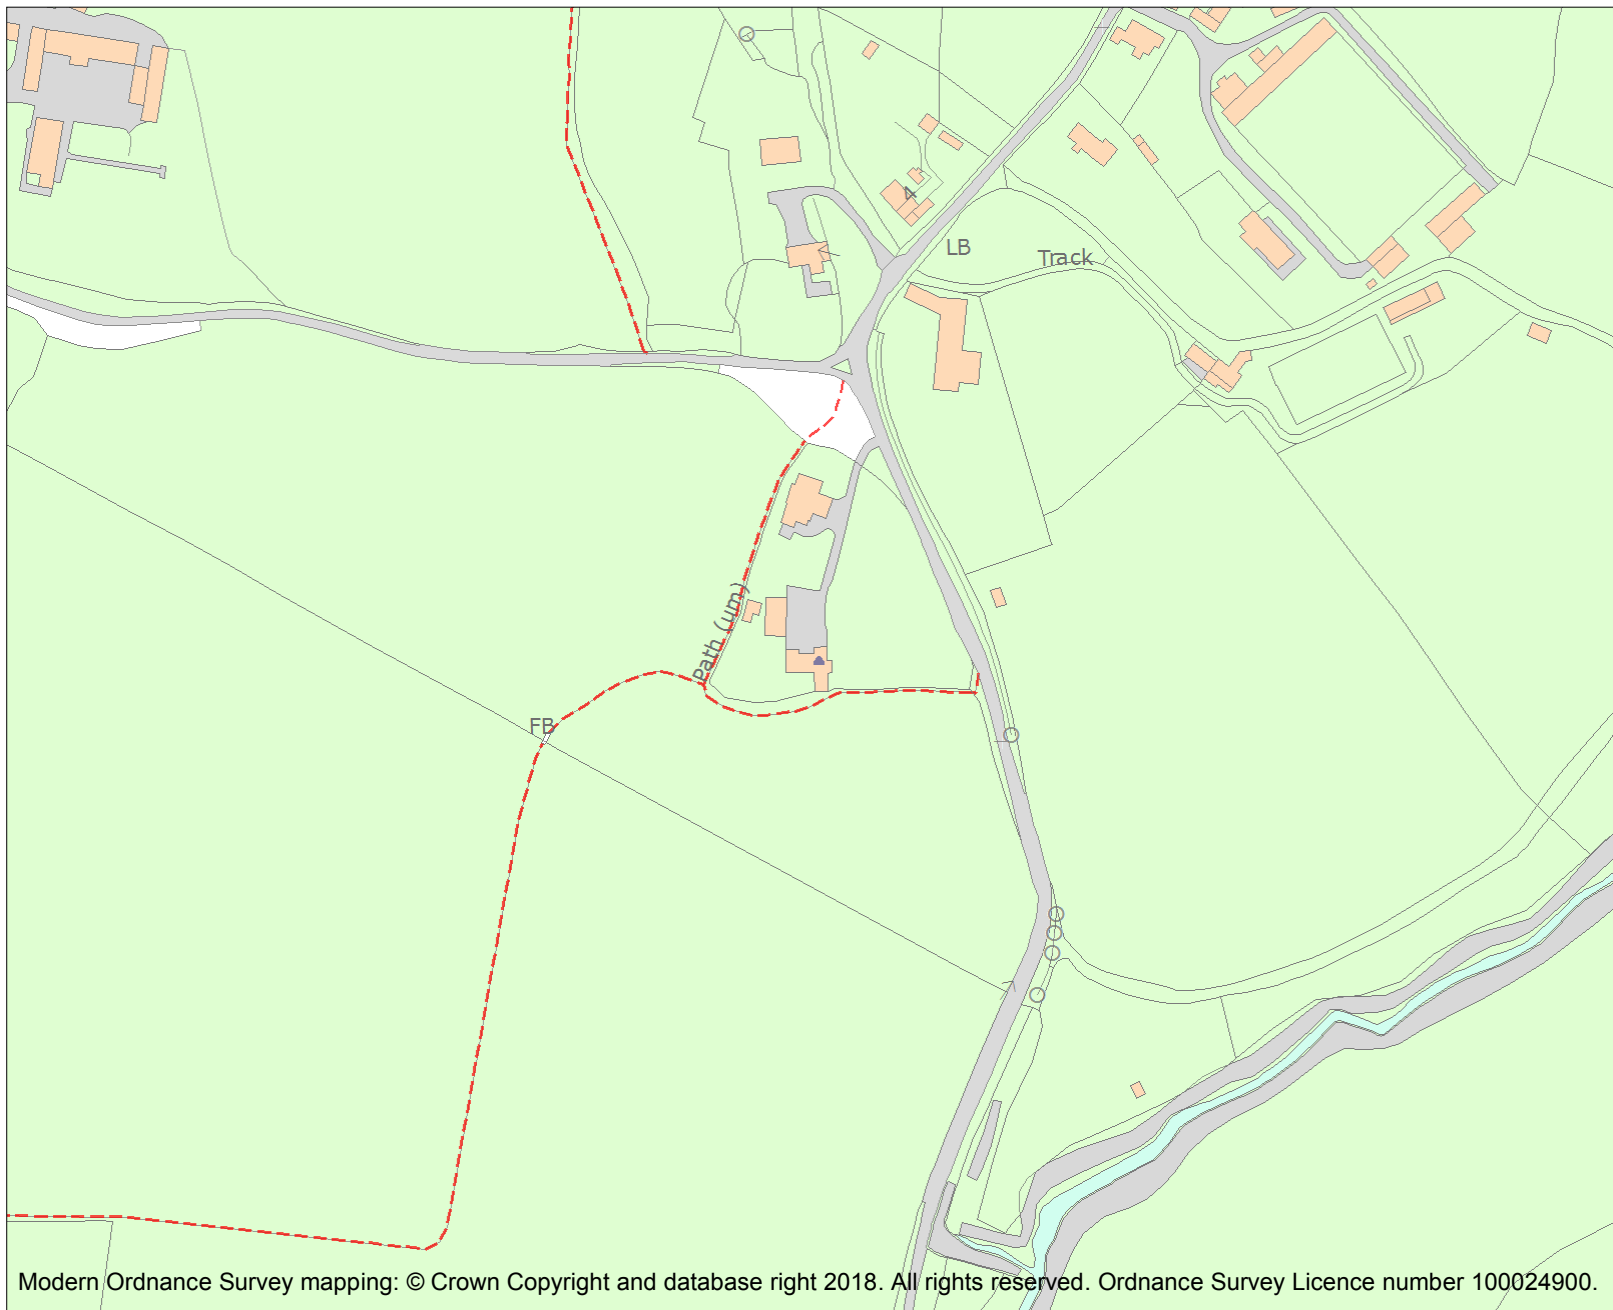 4
LB
Track
Path (um)
FB
Modern Ordnance Survey mapping: © Crown Copyright and database right 2018. All rights reserved. Ordnance Survey Licence number 100024900.